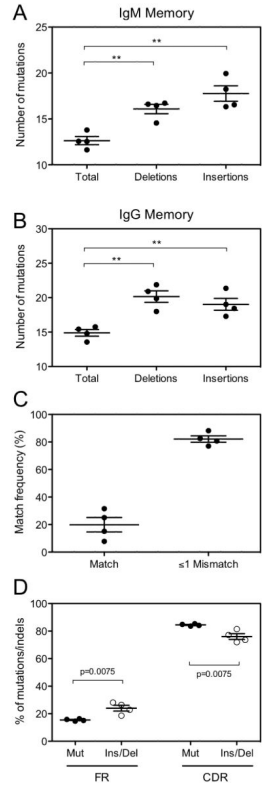 A
IgM Memory
Number of mutations
25
20
15
10
**
**
Total
Deletions
Insertions
B
IgG Memory
Number of mutations
25
20
15
10
**
**
Total
Deletions
Insertions
C
Match frequency (%)
100
80
60
40
20
0
Match
≤1 Mismatch
D
% of mutations/indels
100
80
60
40
20
0
p=0.0075
p=0.0075
Mut
Ins/Del
Mut
Ins/Del
FR
CDR